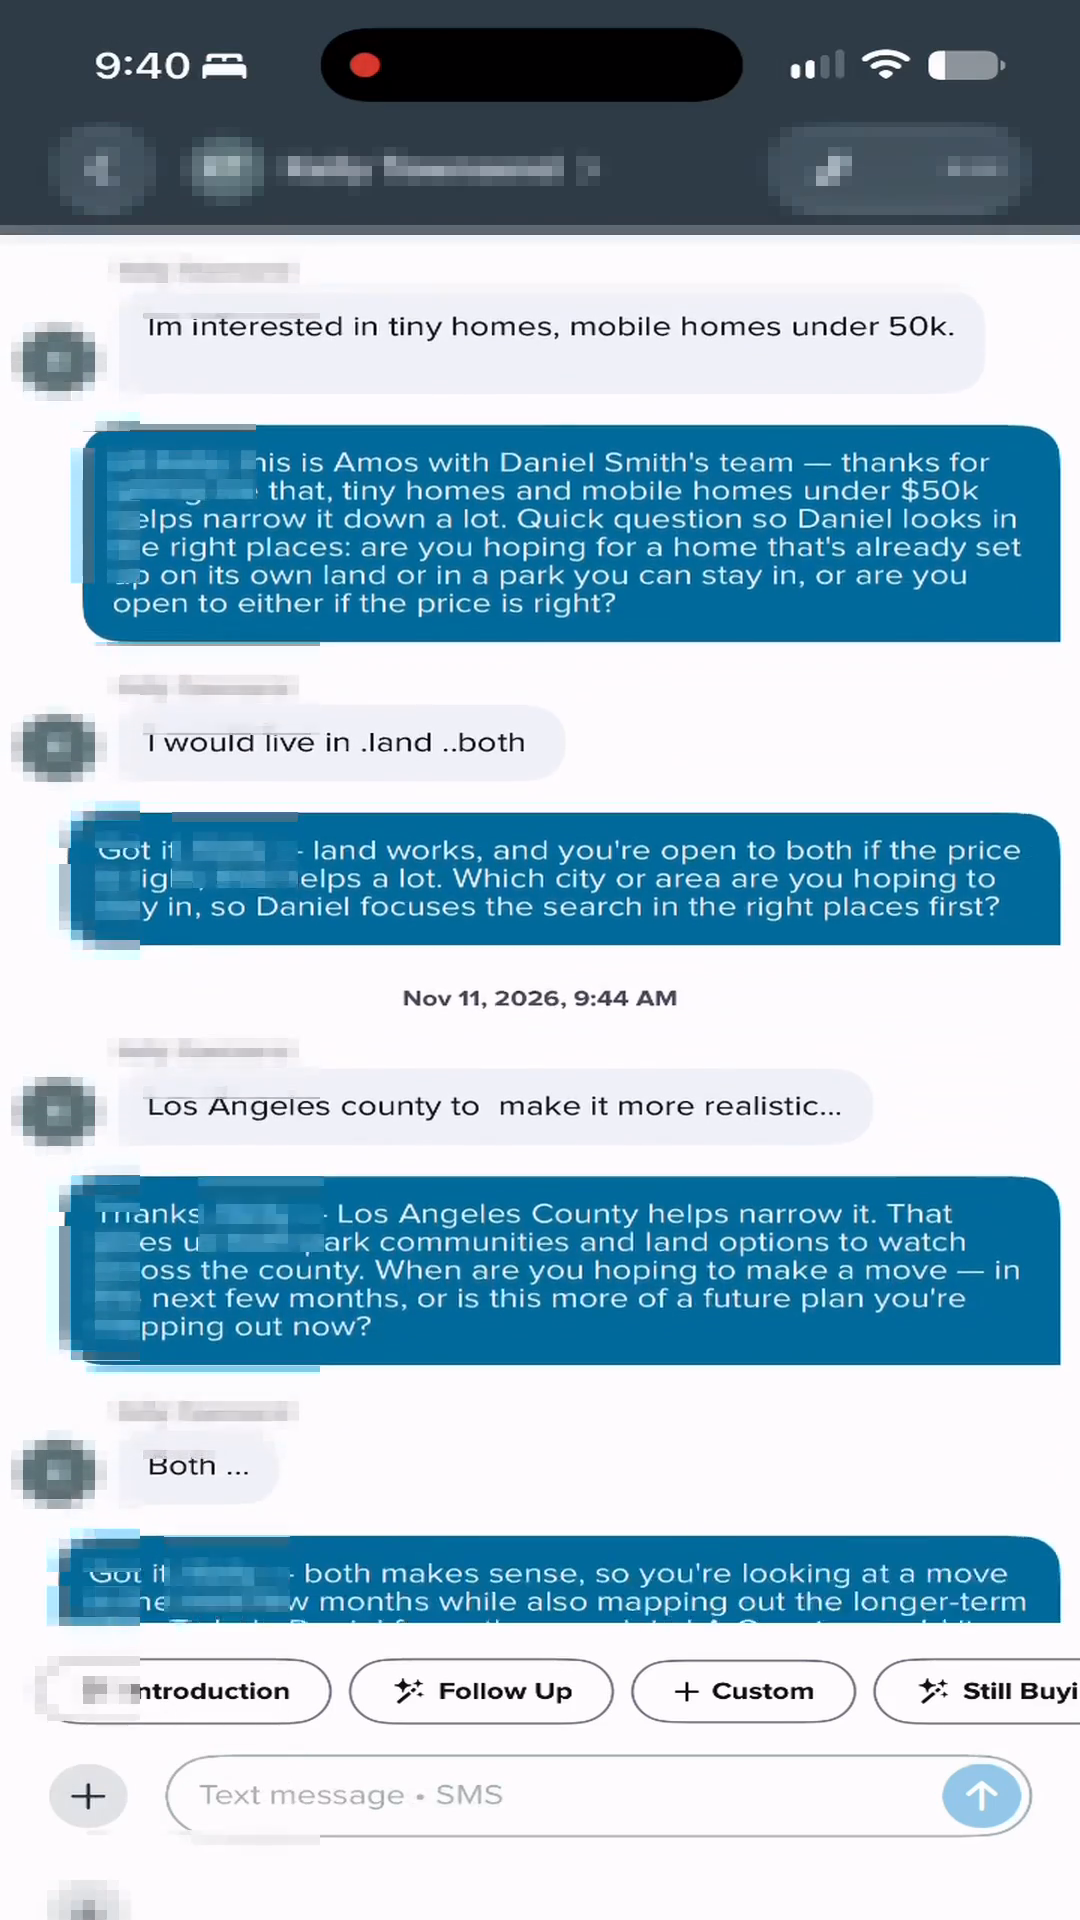 9:40
Im interested in tiny homes, mobile homes under 50k.
his is Amos with Daniel Smith's team — thanks for
that, tiny homes and mobile homes under $50k
elps narrow it down a lot. Quick question so Daniel looks in
e right places: are you hoping for a home that's already set
up on its own land or in a park you can stay in, or are you
open to either if the price is right?
I would live in .land ..both
Got it - land works, and you're open to both if the price
elps a lot. Which city or area are you hoping to
y in, so Daniel focuses the search in the right places first?
Nov 11, 2026, 9:44 AM
Los Angeles county to  make it more realistic...
Thanks - Los Angeles County helps narrow it. That
es u ark communities and land options to watch
oss the county. When are you hoping to make a move — in
next few months, or is this more of a future plan you're
pping out now?
Both ...
Got it - both makes sense, so you're looking at a move
ne w months while also mapping out the longer-term
Introduction
Follow Up
+ Custom
Still Buyi
Text message • SMS